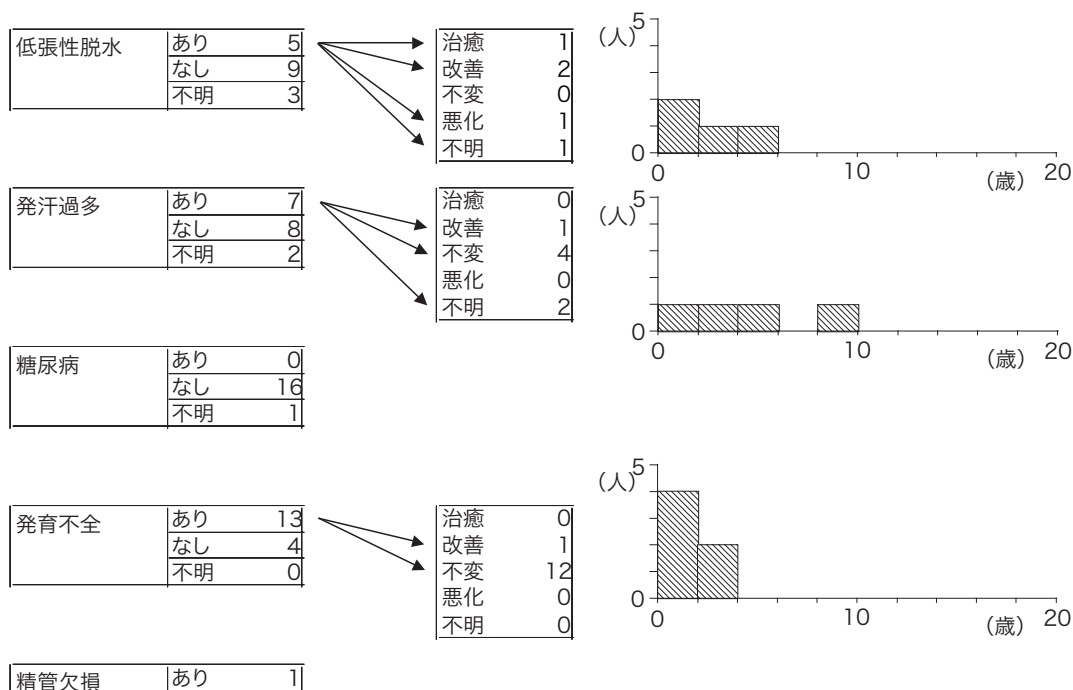 低張性脱水 あり 5
なし 9
不明 3
治癒 1
改善 2
不変 0
悪化 1
不明 1
(人) 5
0
0 10 20
(歳)
発汗過多 あり 7
なし 8
不明 2
治癒 0
改善 1
不変 4
悪化 0
不明 2
(人) 5
0
0 10 20
(歳)
糖尿病 あり 0
なし 16
不明 1
発育不全 あり 13
なし 4
不明 0
治癒 0
改善 1
不変 12
悪化 0
不明 0
(人) 5
0
0 10 20
(歳)
精管欠損 あり 1